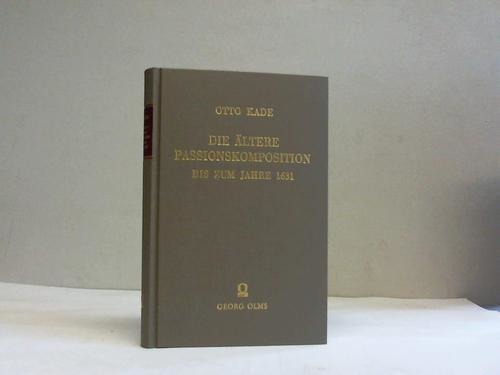 OTTO KADE
DIE ÄLTERE
PASSIONSKOMPOSITION
BIS ZUM JAHRE 1631
GEORG OLMS